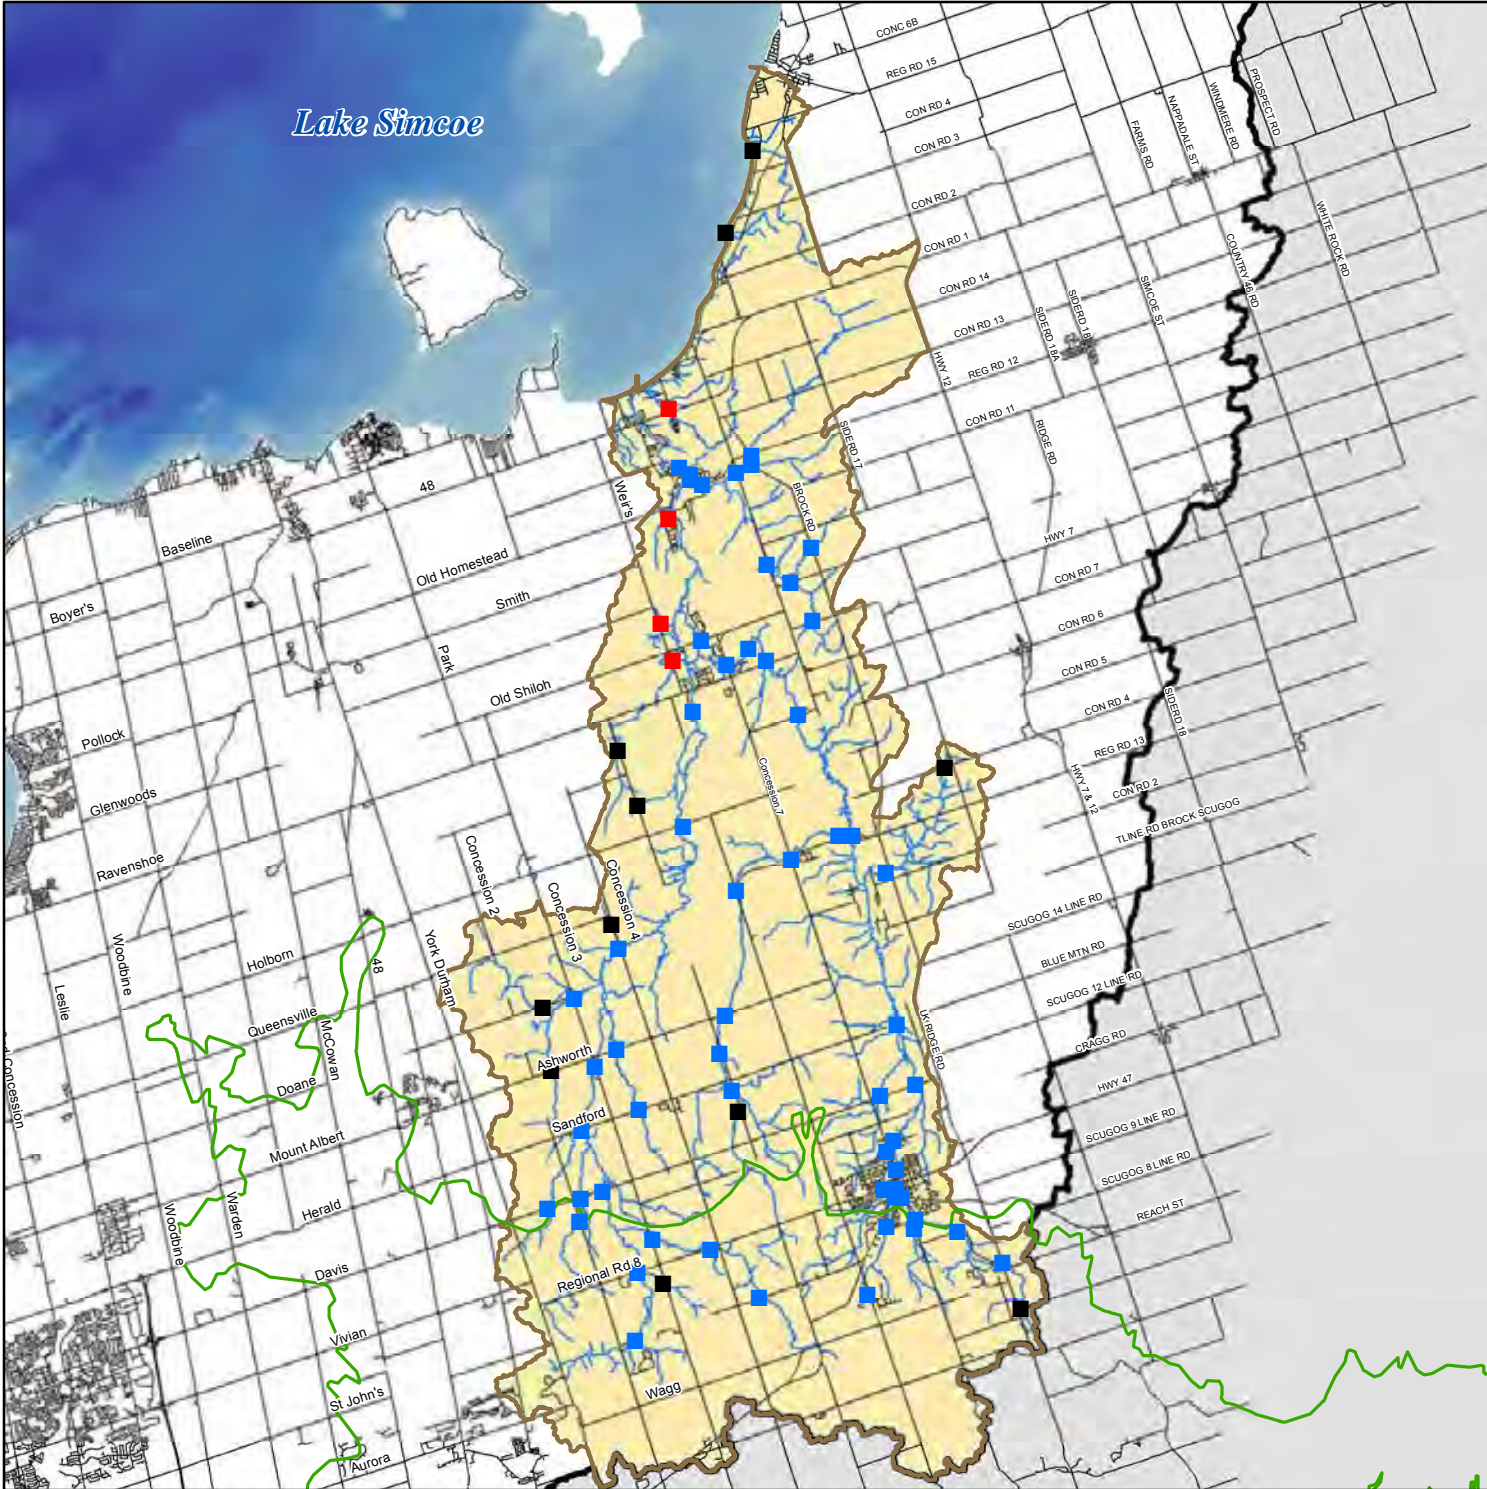 CONC 6B
REG RD 15
CON RD 4
CON RD 3
CON RD 2
CON RD 1
CON RD 14
CON RD 13
REG RD 12
CON RD 11
PROSPECT RD
WINDMERE RD
NAPPADALE ST
FARMS RD
WHITE ROCK RD
COUNTRY 46 RD
SIMCOE ST
SIDERD 18
SIDERD 18A
HWY 12
Lake Simcoe
SIDERD 17
RIDGE RD
BROCK RD
Weir's
48
Baseline
Old Homestead
Smith
Boyer's
Park
Old Shiloh
Pollock
Glenwoods
Ravenshoe
HWY 7
CON RD 7
CON RD 6
CON RD 5
CON RD 4
REG RD 13
CON RD 2
SIDERD 18
HWY 7 & 12
TLINE RD BROCK SCUGOG
Concession 7
Concession 2
Concession 3
Concession 4
York Durham
SCUGOG 14 LINE RD
BLUE MTN RD
SCUGOG 12 LINE RD
CRAGG RD
HWY 47
SCUGOG 9 LINE RD
SCUGOG 8 LINE RD
REACH ST
LK RIDGE RD
Woodbine
Leslie
Holborn
48
Queensville
McCowan
Doane
Mount Albert
Herald
Warden
Woodbine
Davis
Vivian
St John's
Aurora
Concession
Ashworth
Sandford
Regional Rd 8
Wagg